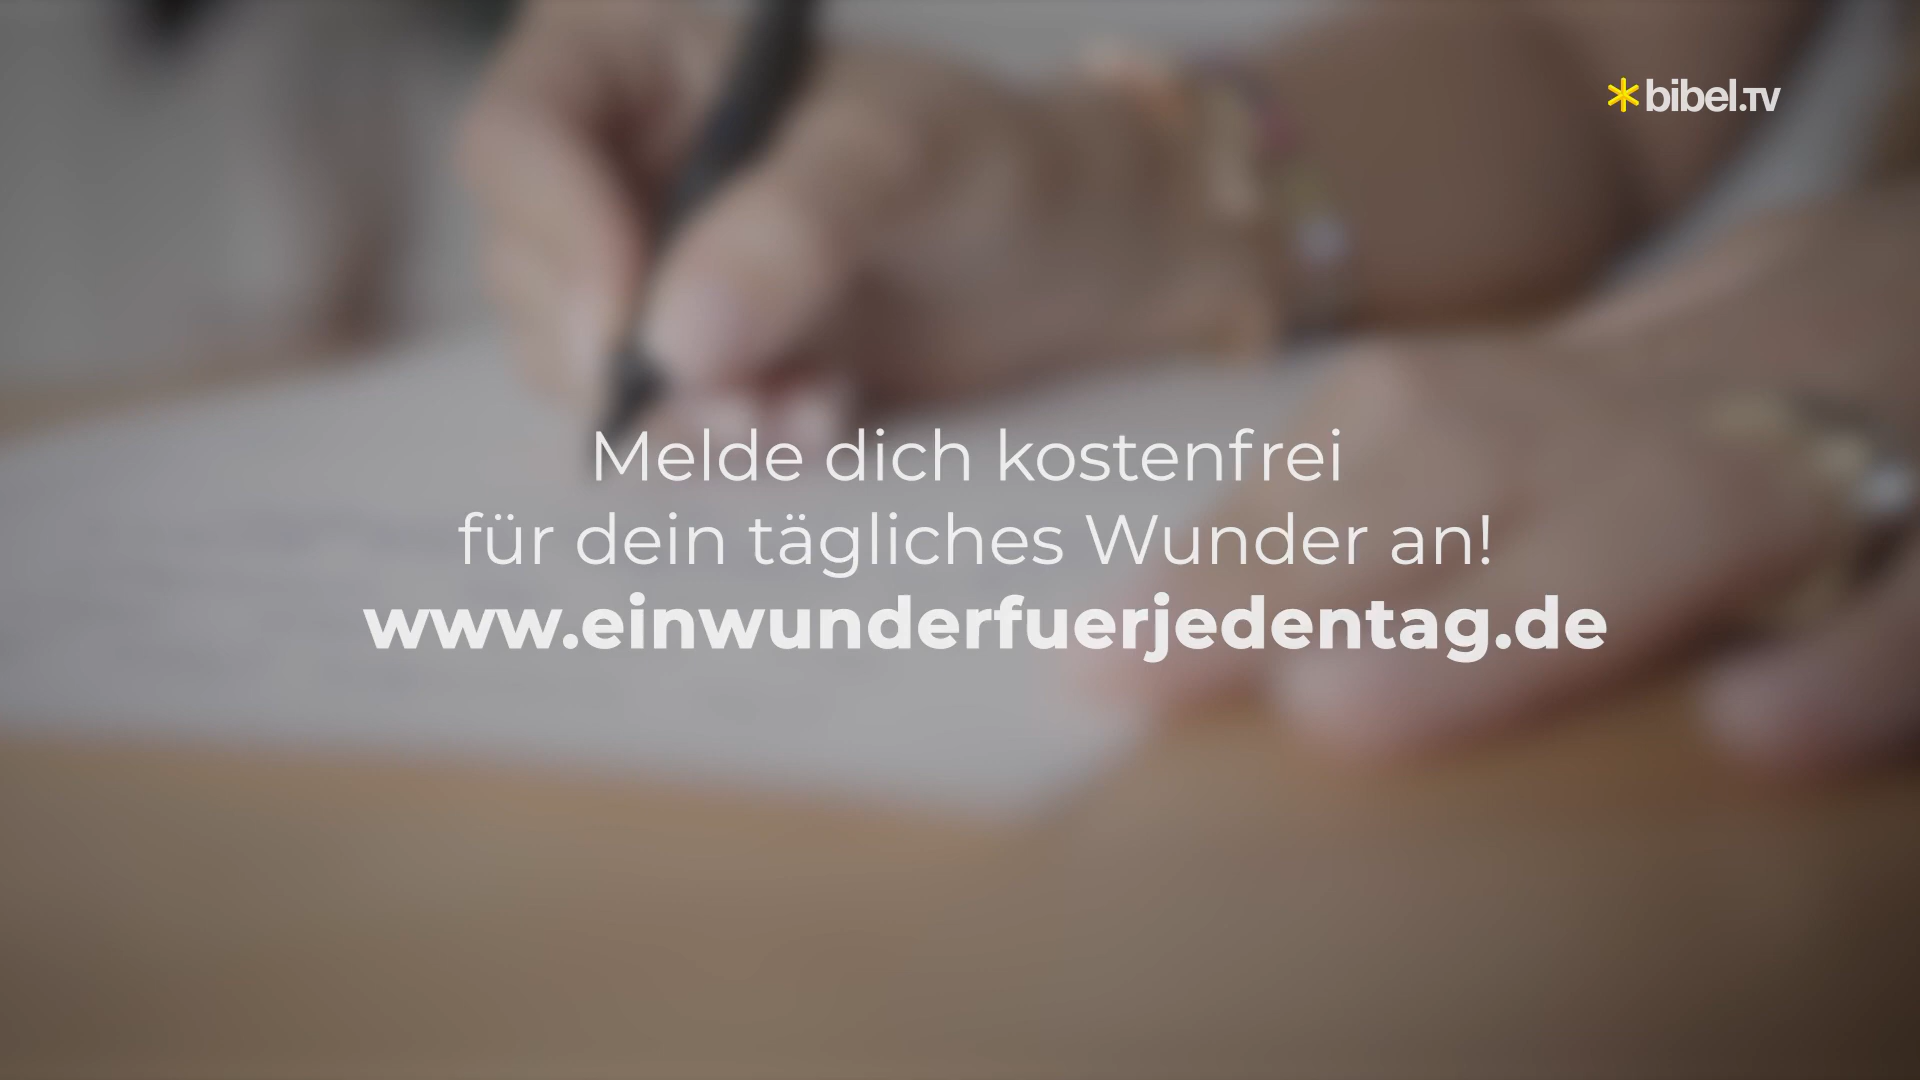 bibel.TV
Melde dich kostenfrei
für dein tägliches Wunder an!
www.einwunderfuerjedentag.de